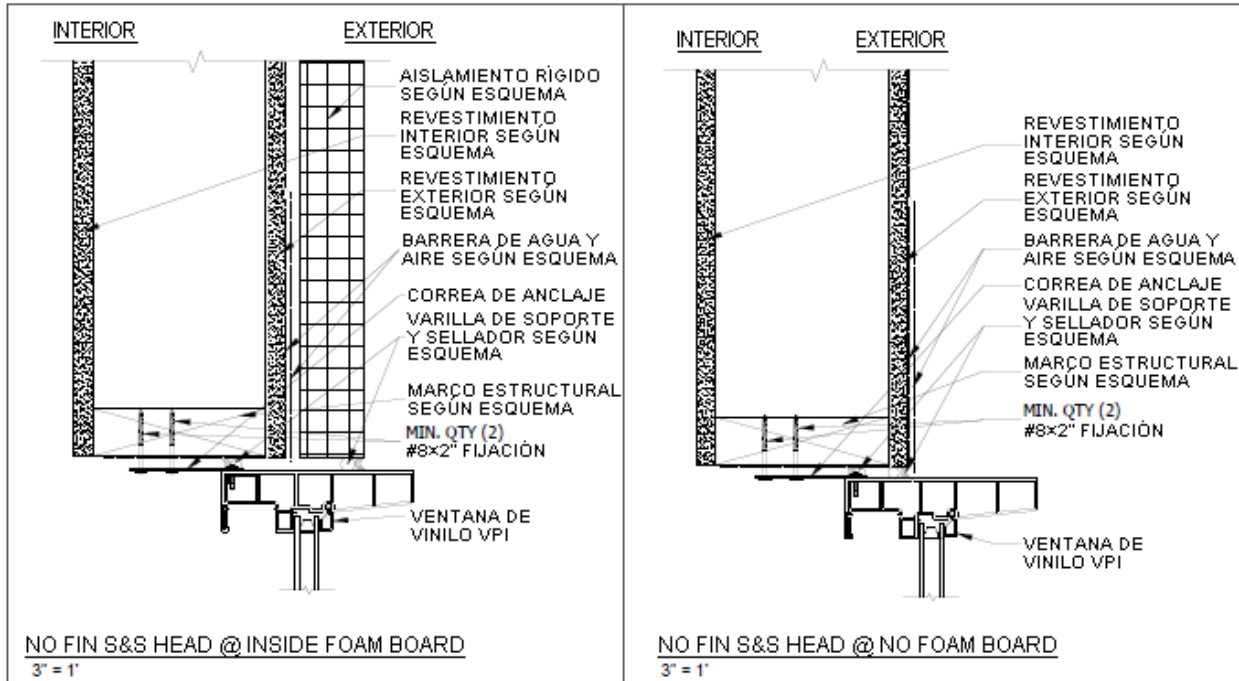 INTERIOR
EXTERIOR
AISLAMIENTO RÍGIDO
SEGÚN ESQUEMA
REVESTIMIENTO
INTERIOR SEGÚN
ESQUEMA
REVESTIMIENTO
EXTERIOR SEGÚN
ESQUEMA
BARRERA DE AGUA Y
AIRE SEGÚN ESQUEMA
CORREA DE ANCLAJE
VARILLA DE SOPORTE
Y SELLADOR SEGÚN
ESQUEMA
MARCO ESTRUCTURAL
SEGÚN ESQUEMA
MIN. QTY (2)
#8×2" FIJACIÓN
VENTANA DE
VINILO VPI
NO FIN S&S HEAD @ INSIDE FOAM BOARD
3" = 1'
INTERIOR
EXTERIOR
REVESTIMIENTO
INTERIOR SEGÚN
ESQUEMA
REVESTIMIENTO
EXTERIOR SEGÚN
ESQUEMA
BARRERA DE AGUA Y
AIRE SEGÚN ESQUEMA
CORREA DE ANCLAJE
VARILLA DE SOPORTE
Y SELLADOR SEGÚN
ESQUEMA
MARCO ESTRUCTURAL
SEGÚN ESQUEMA
MIN. QTY (2)
#8×2" FIJACIÓN
VENTANA DE
VINILO VPI
NO FIN S&S HEAD @ NO FOAM BOARD
3" = 1'